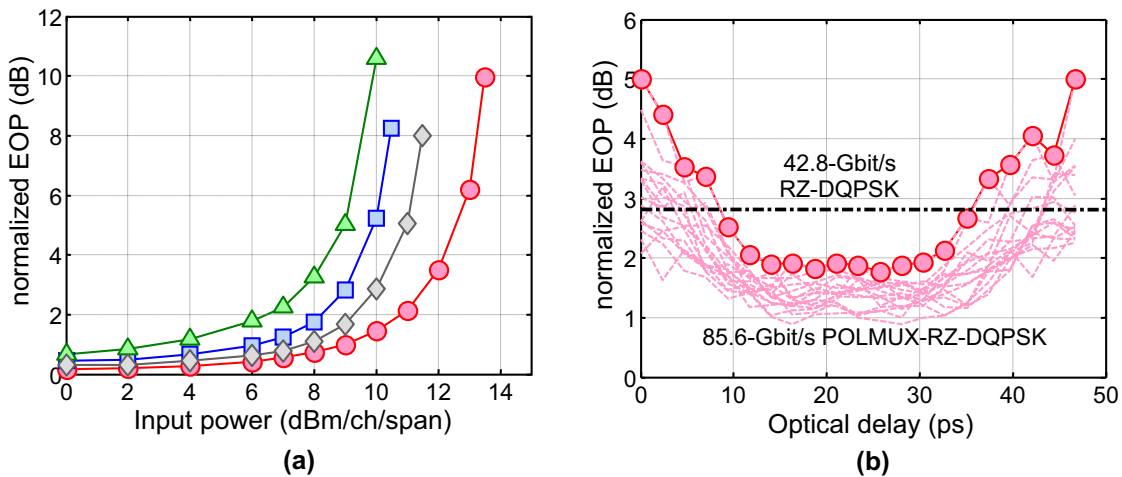 normalized EOP (dB)
12
10
8
6
4
2
0
0 2 4 6 8 10 12 14
Input power (dBm/ch/span)
(a)
normalized EOP (dB)
6
5
4
3
2
1
0
42.8-Gbit/s
RZ-DQPSK
85.6-Gbit/s POLMUX-RZ-DQPSK
0 10 20 30 40 50
Optical delay (ps)
(b)